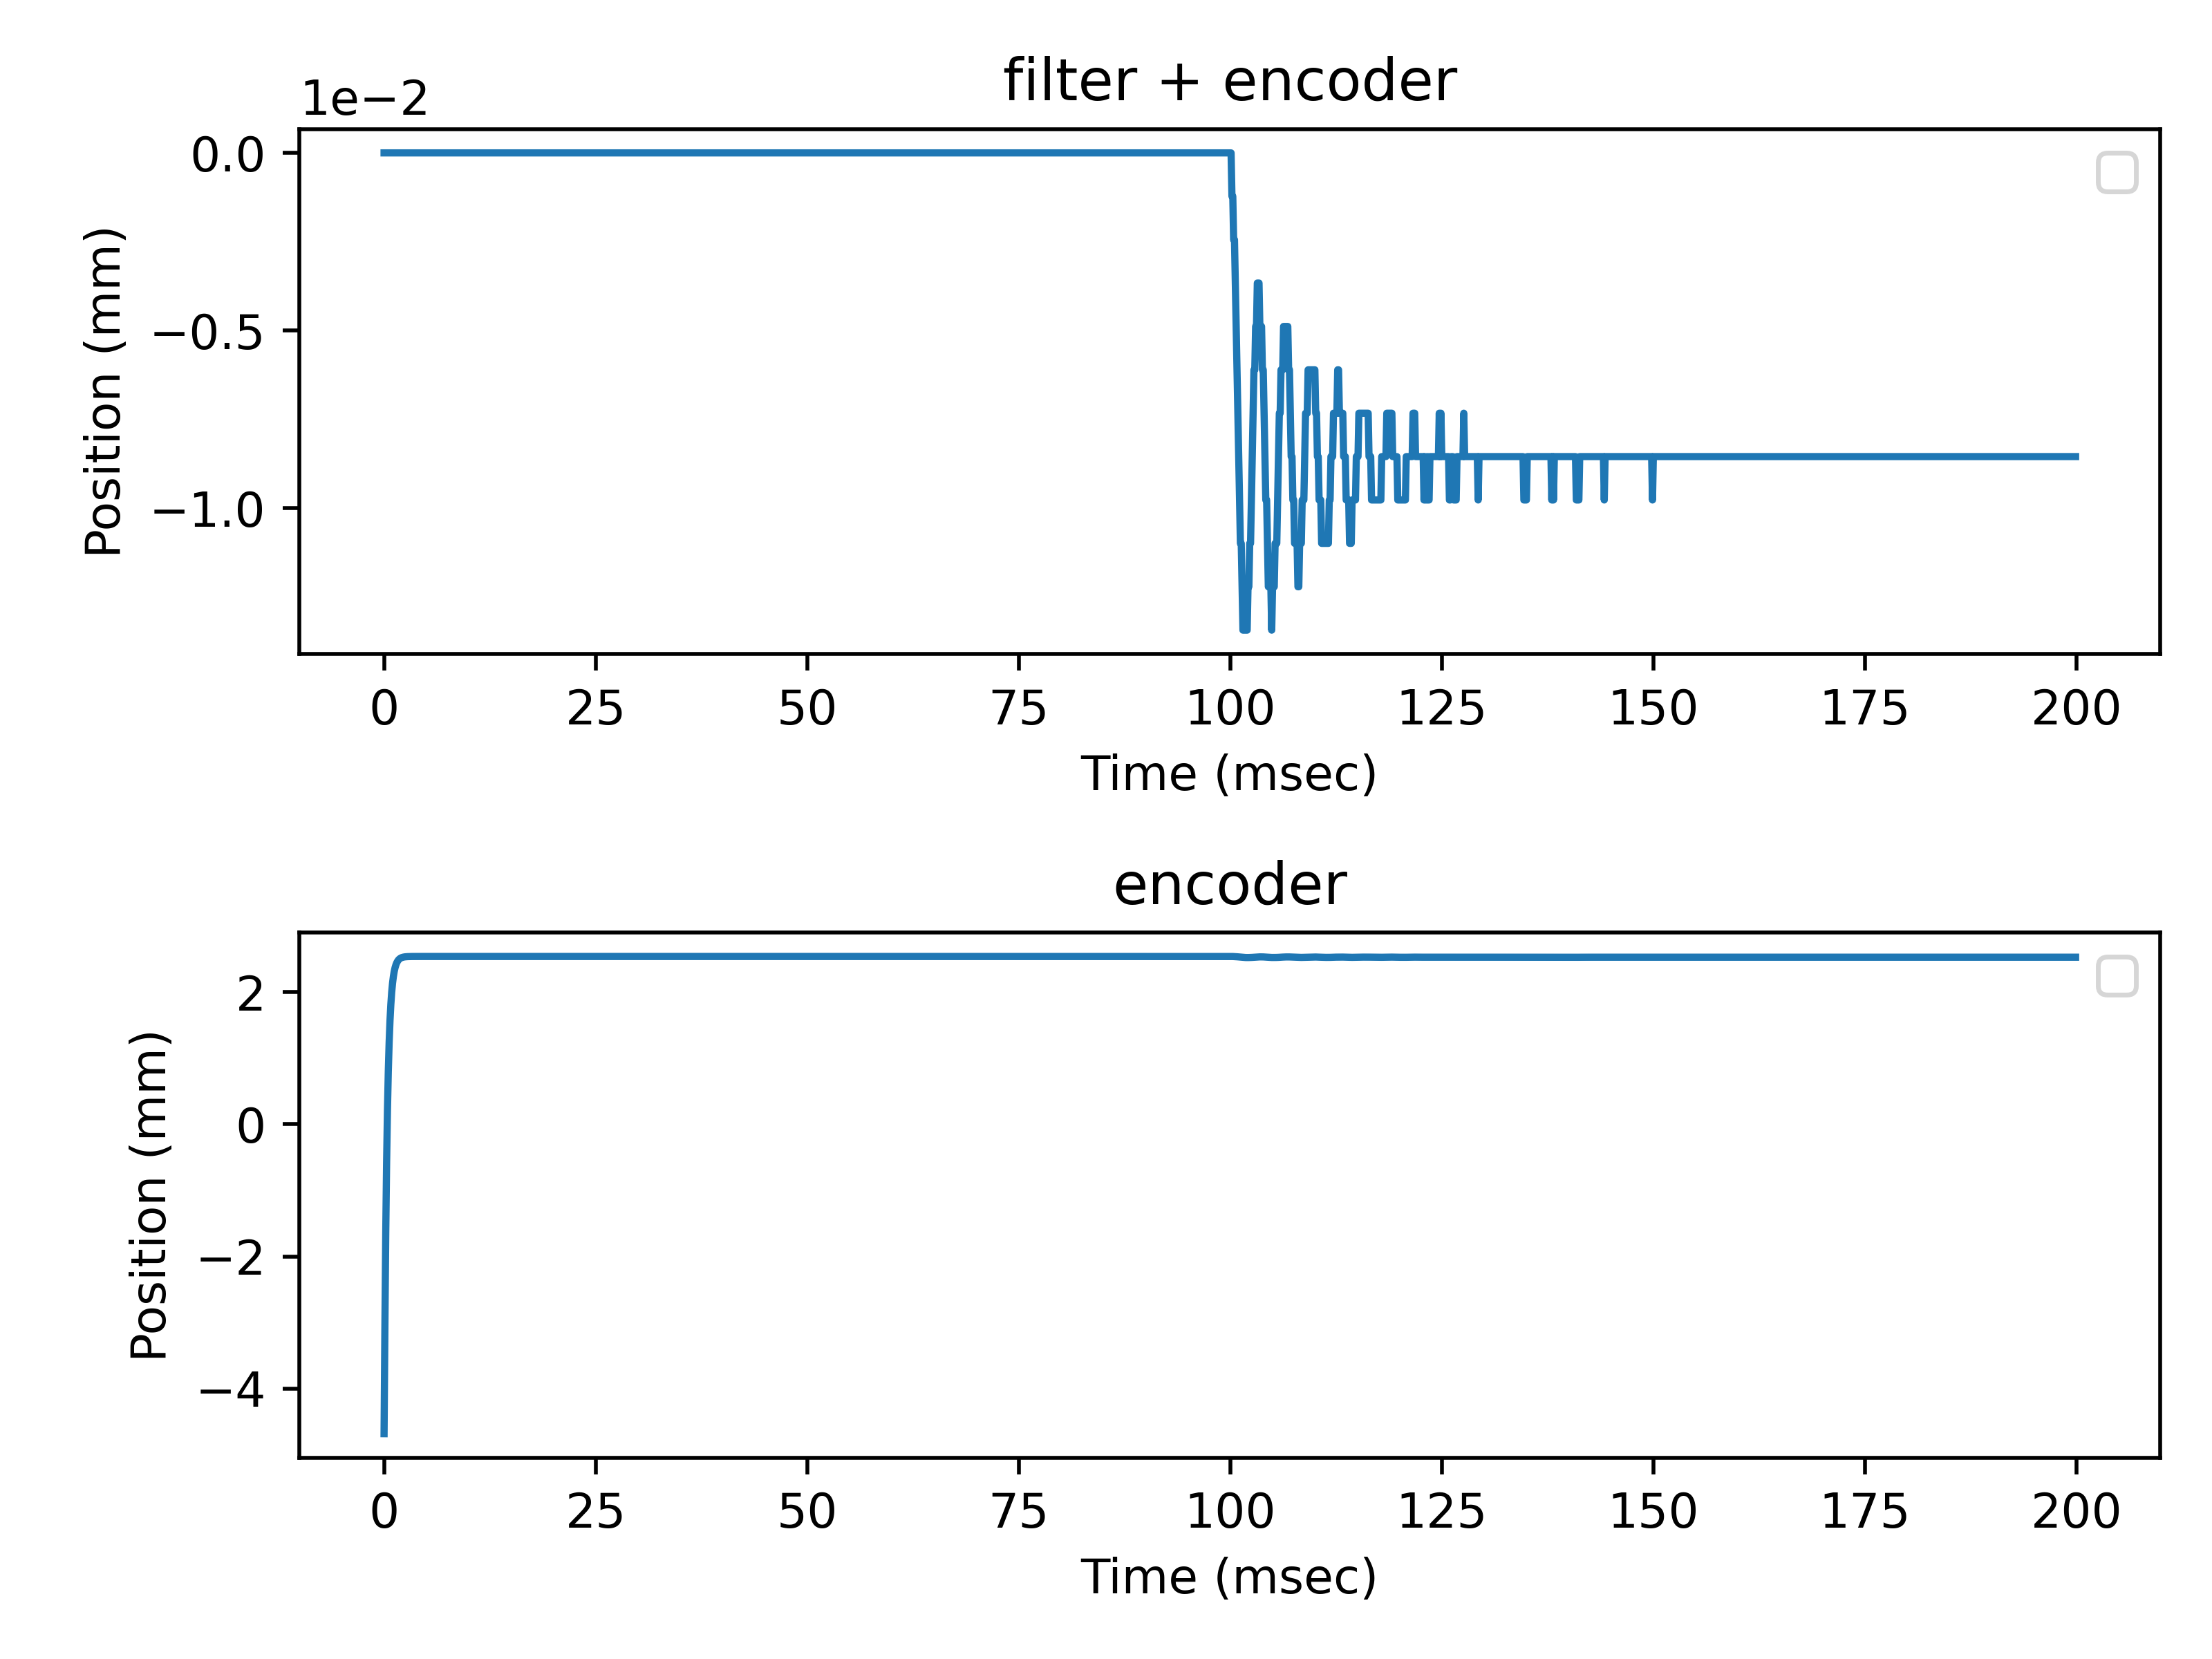 filter + encoder
1e−2
0.0
−0.5
−1.0
Position (mm)
0 25 50 75 100 125 150 175 200
Time (msec)
encoder
2
0
−2
−4
Position (mm)
0 25 50 75 100 125 150 175 200
Time (msec)